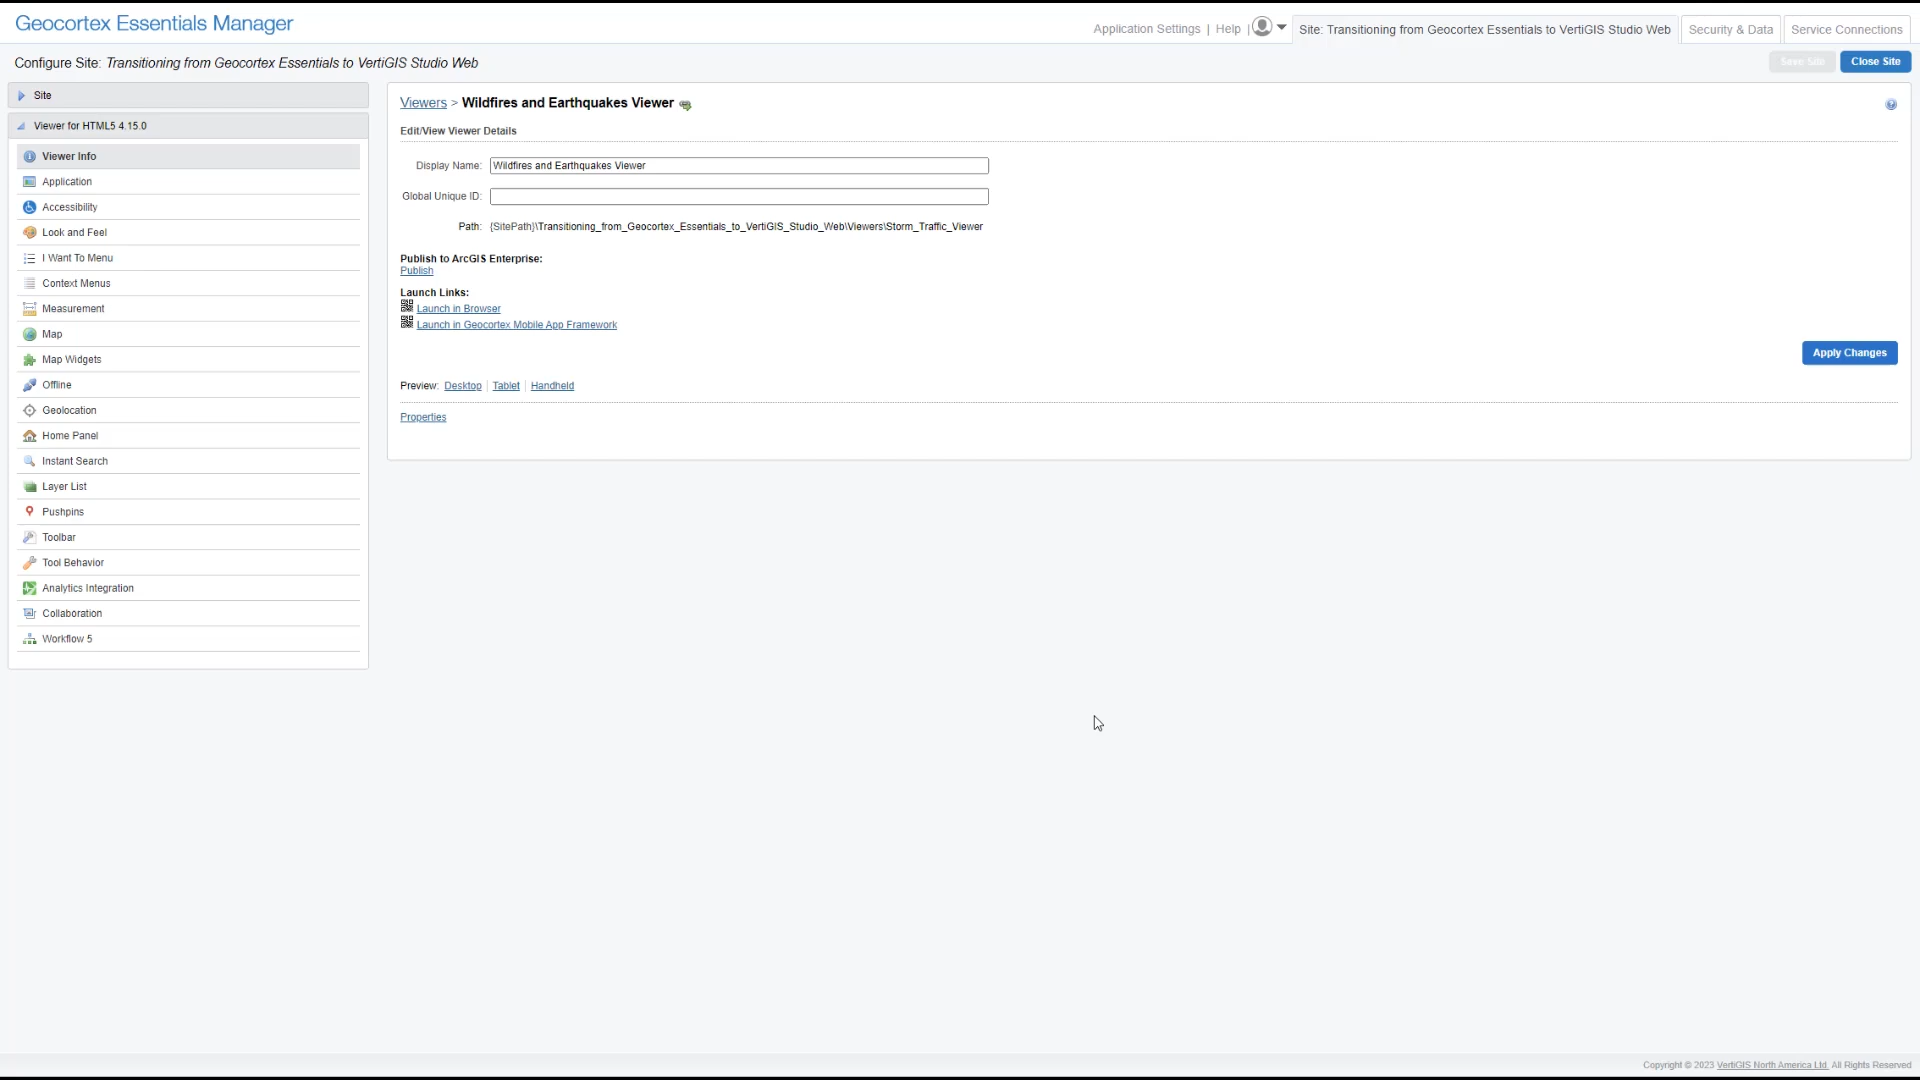 Geocortex Essentials Manager
Application Settings | Help |
Site: Transitioning from Geocortex Essentials to VertiGIS Studio Web
Security & Data
Service Connections
Configure Site: Transitioning from Geocortex Essentials to VertiGIS Studio Web
Save Site
Close Site
Site
Viewer for HTML5 4.15.0
Viewer Info
Application
Accessibility
Look and Feel
I Want To Menu
Context Menus
Measurement
Map
Map Widgets
Offline
Geolocation
Home Panel
Instant Search
Layer List
Pushpins
Toolbar
Tool Behavior
Analytics Integration
Collaboration
Workflow 5
Viewers > Wildfires and Earthquakes Viewer
Edit/View Viewer Details
Display Name: Wildfires and Earthquakes Viewer
Global Unique ID:
Path: {SitePath}\Transitioning_from_Geocortex_Essentials_to_VertiGIS_Studio_Web\Viewers\Storm_Traffic_Viewer
Publish to ArcGIS Enterprise:
Publish
Launch Links:
Launch in Browser
Launch in Geocortex Mobile App Framework
Apply Changes
Preview: Desktop | Tablet | Handheld
Properties
Copyright © 2023 VertiGIS North America Ltd. All Rights Reserved